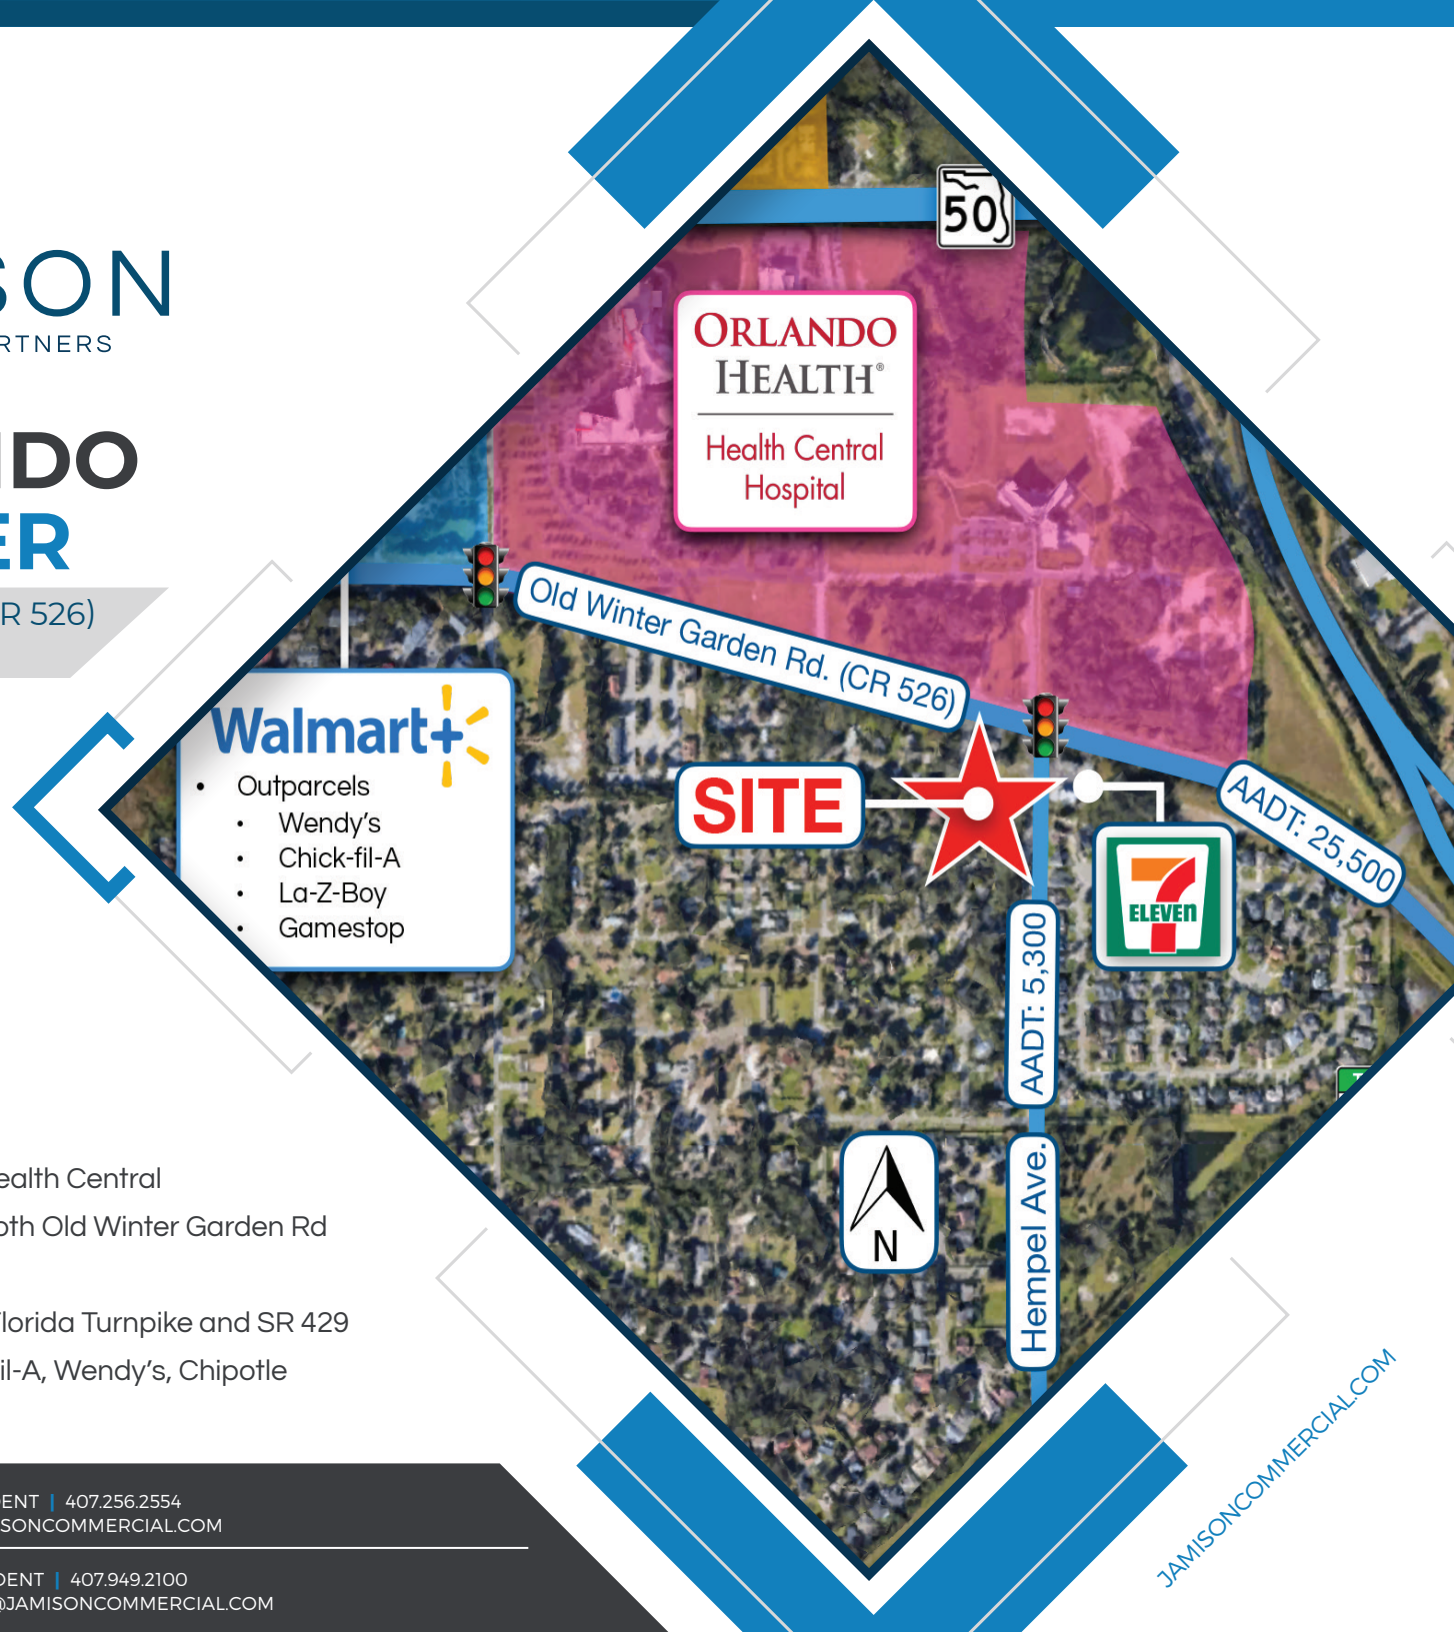 SON
RTNERS
NDO
ER
R 526)
50
ORLANDO
HEALTH®
Health Central
Hospital
Old Winter Garden Rd. (CR 526)
Walmart+
• Outparcels
• Wendy's
• Chick-fil-A
• La-Z-Boy
• Gamestop
SITE
AADT: 25,500
7
ELEVEN
AADT: 5,300
Hempel Ave.
N
ealth Central
oth Old Winter Garden Rd
Florida Turnpike and SR 429
il-A, Wendy's, Chipotle
ENT | 407.256.2554
SONCOMMERCIAL.COM
DENT | 407.949.2100
@JAMISONCOMMERCIAL.COM
JAMISONCOMMERCIAL.COM